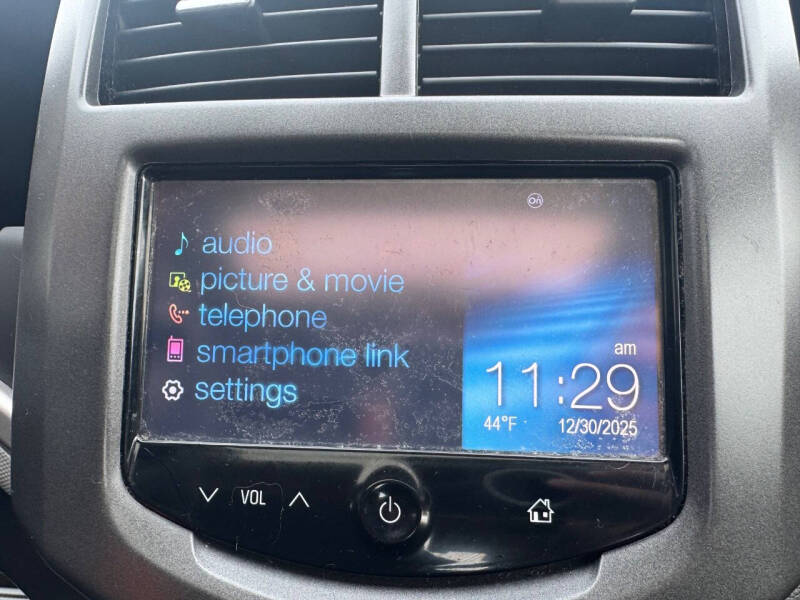 On
audio
picture & movie
telephone
smartphone link
settings
am
11:29
44°F 12/30/2025
VOL